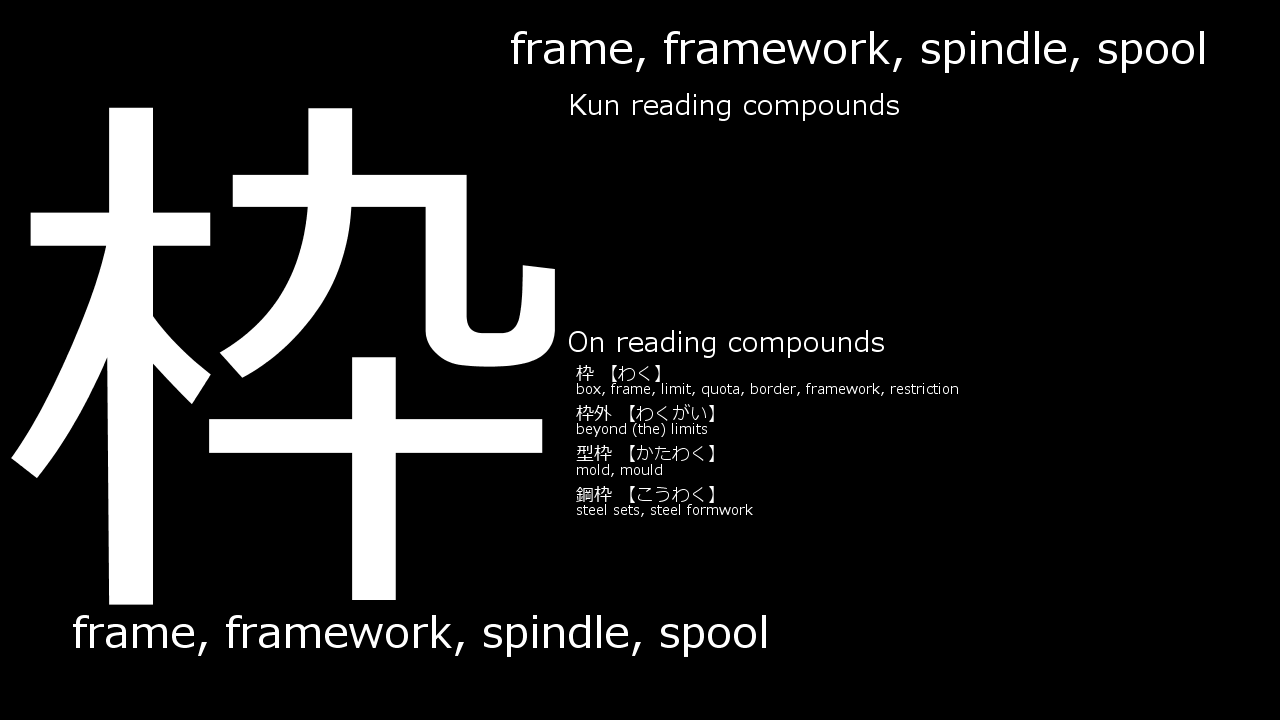 frame, framework, spindle, spool
Kun reading compounds
枠
On reading compounds
枠 【わく】
box, frame, limit, quota, border, framework, restriction
枠外 【わくがい】
beyond (the) limits
型枠 【かたわく】
mold, mould
鋼枠 【こうわく】
steel sets, steel formwork
frame, framework, spindle, spool